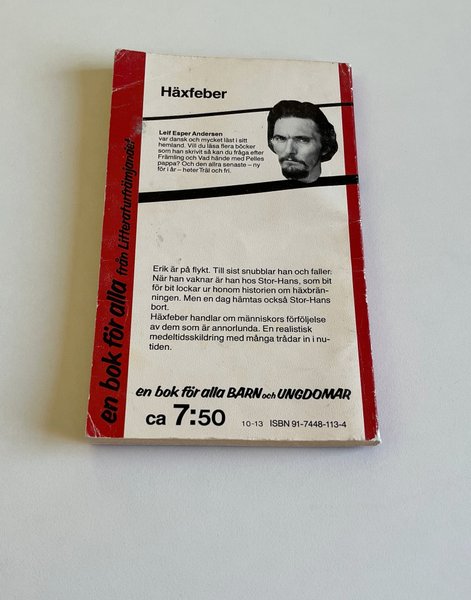 Häxfeber
Leif Esper Andersen
var dansk och mycket läst i sitt
hemland. Vill du läsa flera böcker
som han skrivit så kan du fråga efter
Främling och Vad hände med Pelles
pappa? Och den allra senaste – ny
för i år – heter Träl och fri.
Erik är på flykt. Till sist snubblar han och faller.
När han vaknar är han hos Stor-Hans, som bit
för bit lockar ur honom historien om häxbrän-
ningen. Men en dag hämtas också Stor-Hans
bort.
Häxfeber handlar om människors förföljelse
av dem som är annorlunda. En realistisk
medeltidsskildring med många trådar in i nu-
tiden.
en bok för alla BARN och UNGDOMAR
ca 7:50
10-13 ISBN 91-7448-113-4
en bok för alla från Litteraturfrämjandet